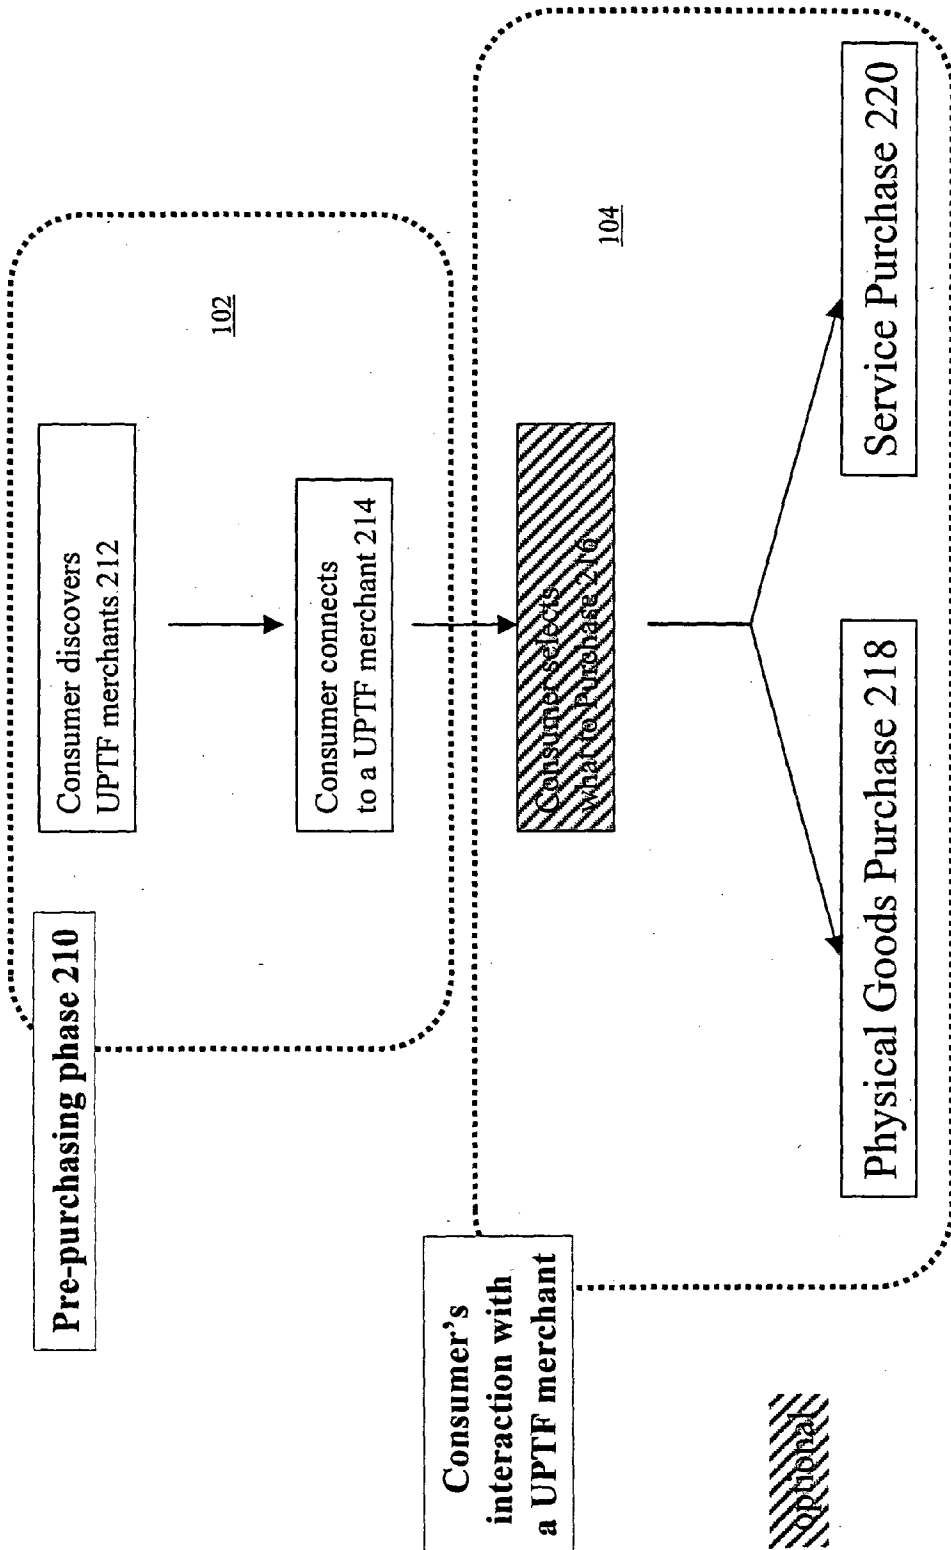 Pre-purchasing phase 210
Consumer discovers
UPTF merchants 212
102
Consumer connects
to a UPTF merchant 214
Consumer's
interaction with
a UPTF merchant
Consumer selects
what to Purchase 216
104
Physical Goods Purchase 218
Service Purchase 220
optional